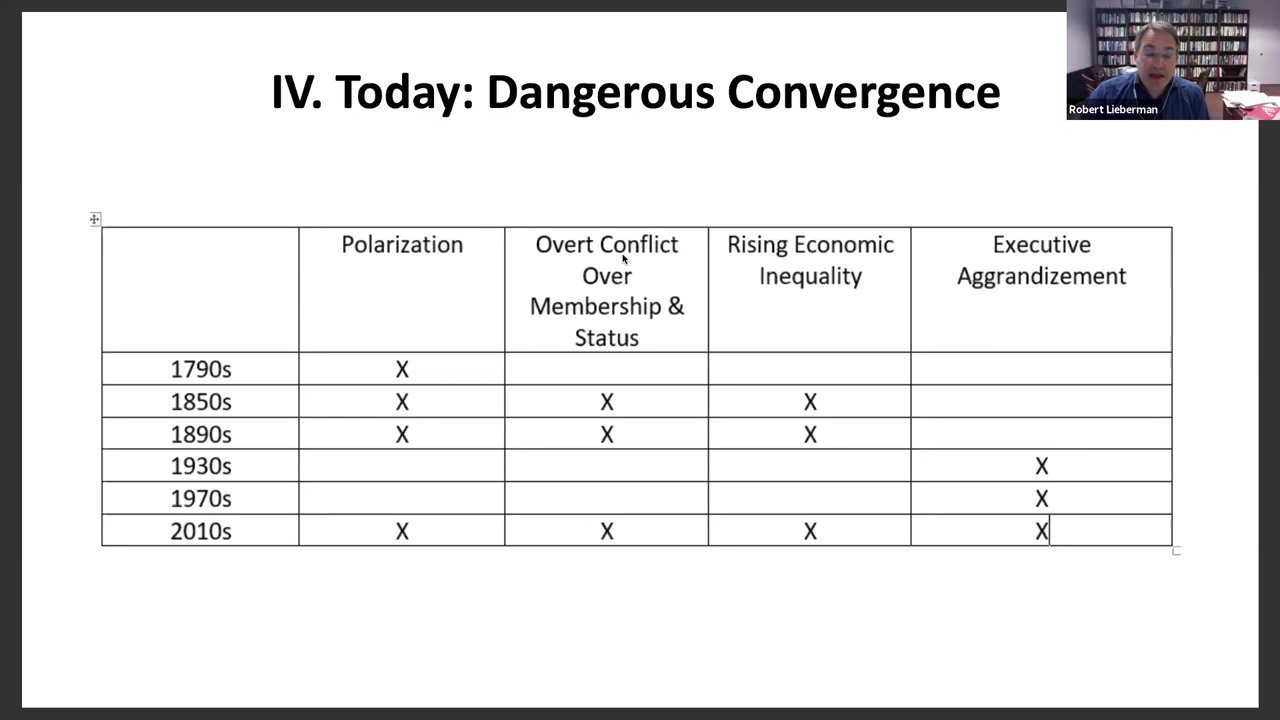 IV. Today: Dangerous Convergence
Robert Lieberman
Polarization
Overt Conflict
Over
Membership &
Status
Rising Economic
Inequality
Executive
Aggrandizement
1790s X
1850s X X X
1890s X X X
1930s X
1970s X
2010s X X X X